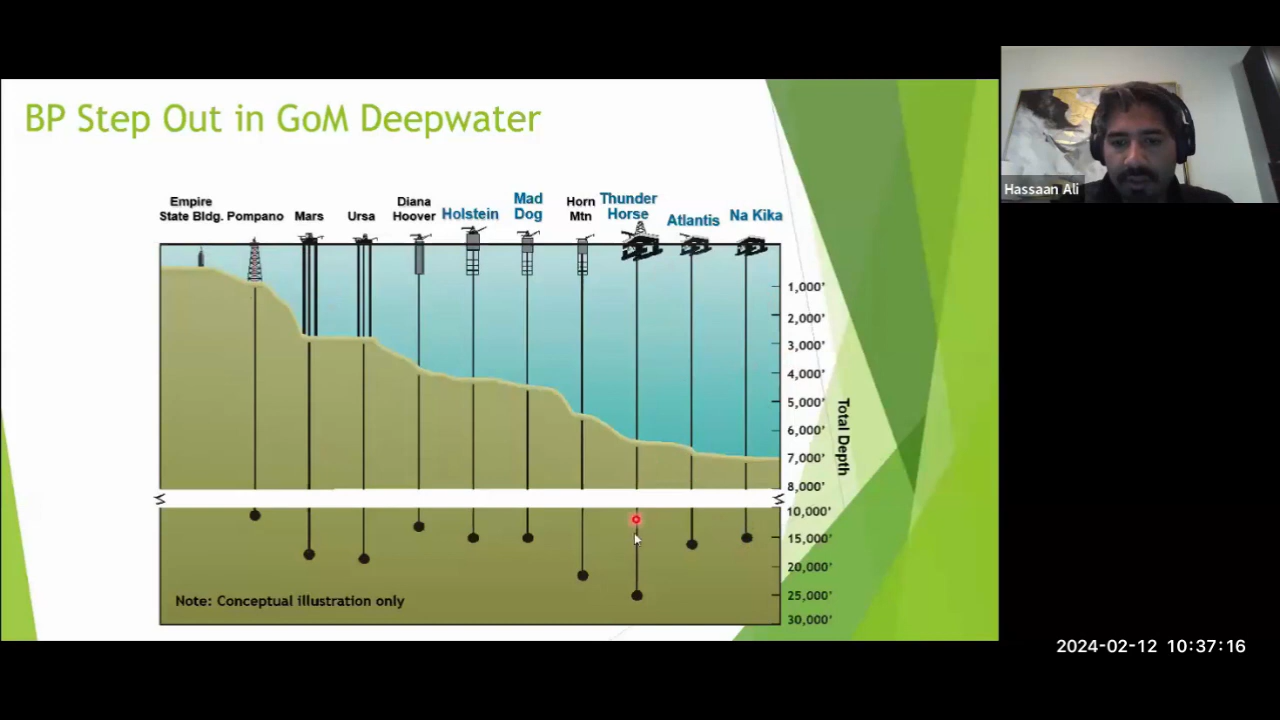 BP Step Out in GoM Deepwater
Hassaan Ali
Empire
State Bldg.
Pompano
Mars
Ursa
Diana
Hoover
Holstein
Mad
Dog
Horn
Mtn
Thunder
Horse
Atlantis
Na Kika
1,000’
2,000’
3,000’
4,000’
5,000’
6,000’
7,000’
8,000’
10,000’
15,000’
20,000’
25,000’
30,000’
Total Depth
Note: Conceptual illustration only
2024-02-12 10:37:16